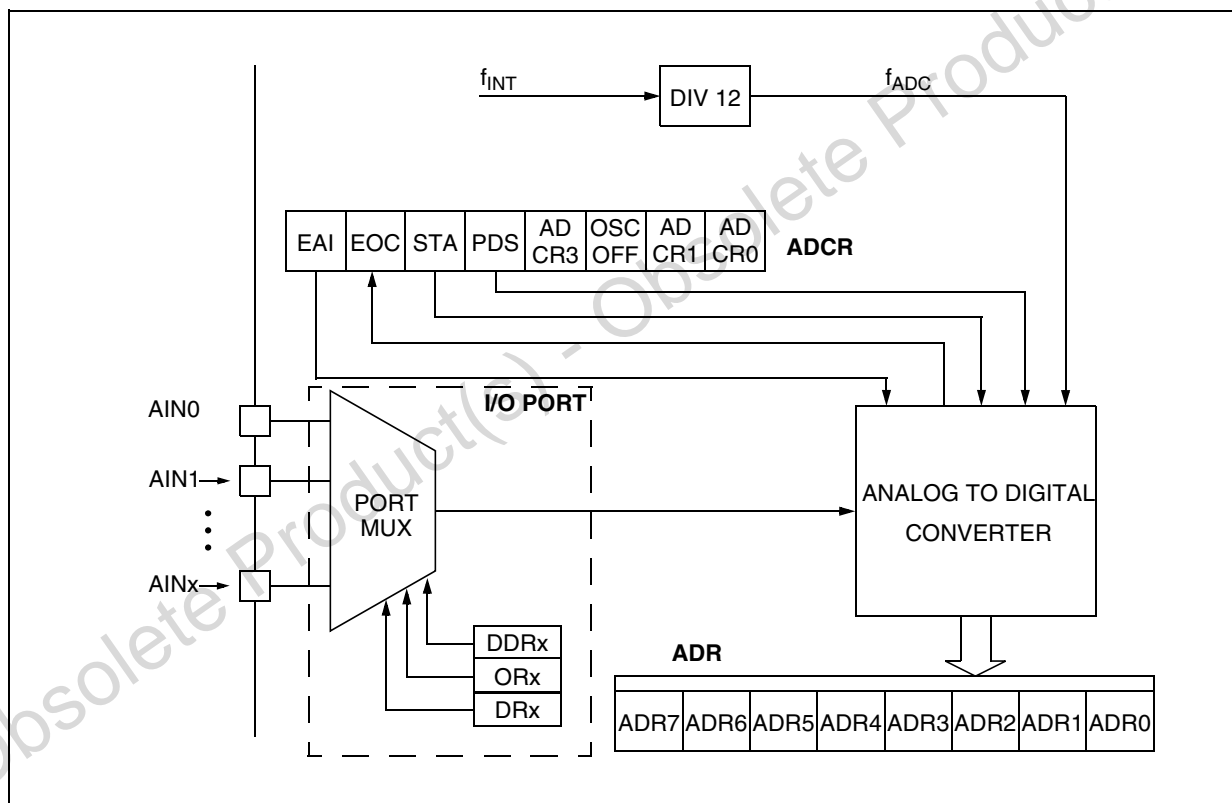 fINT
DIV 12
fADC
EAI EOC STA PDS AD CR3 OSC OFF AD CR1 AD CR0
ADCR
I/O PORT
AIN0
AIN1
AINx
PORT
MUX
ANALOG TO DIGITAL
CONVERTER
DDRx
ORx
DRx
ADR
ADR7 ADR6 ADR5 ADR4 ADR3 ADR2 ADR1 ADR0
Obsolete Product(s) - Obsolete Produc